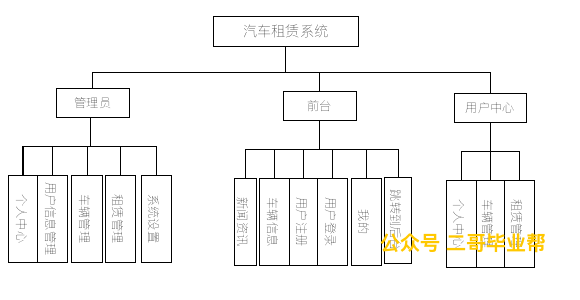 汽车租赁系统
管理员
前台
用户中心
个人中心
用户信息管理
车辆管理
租赁管理
系统设置
新闻资讯
车辆信息
用户注册
用户登录
我的
跳转到后台
个人中心
车辆管理
租赁管理
公众号 二哥毕业帮